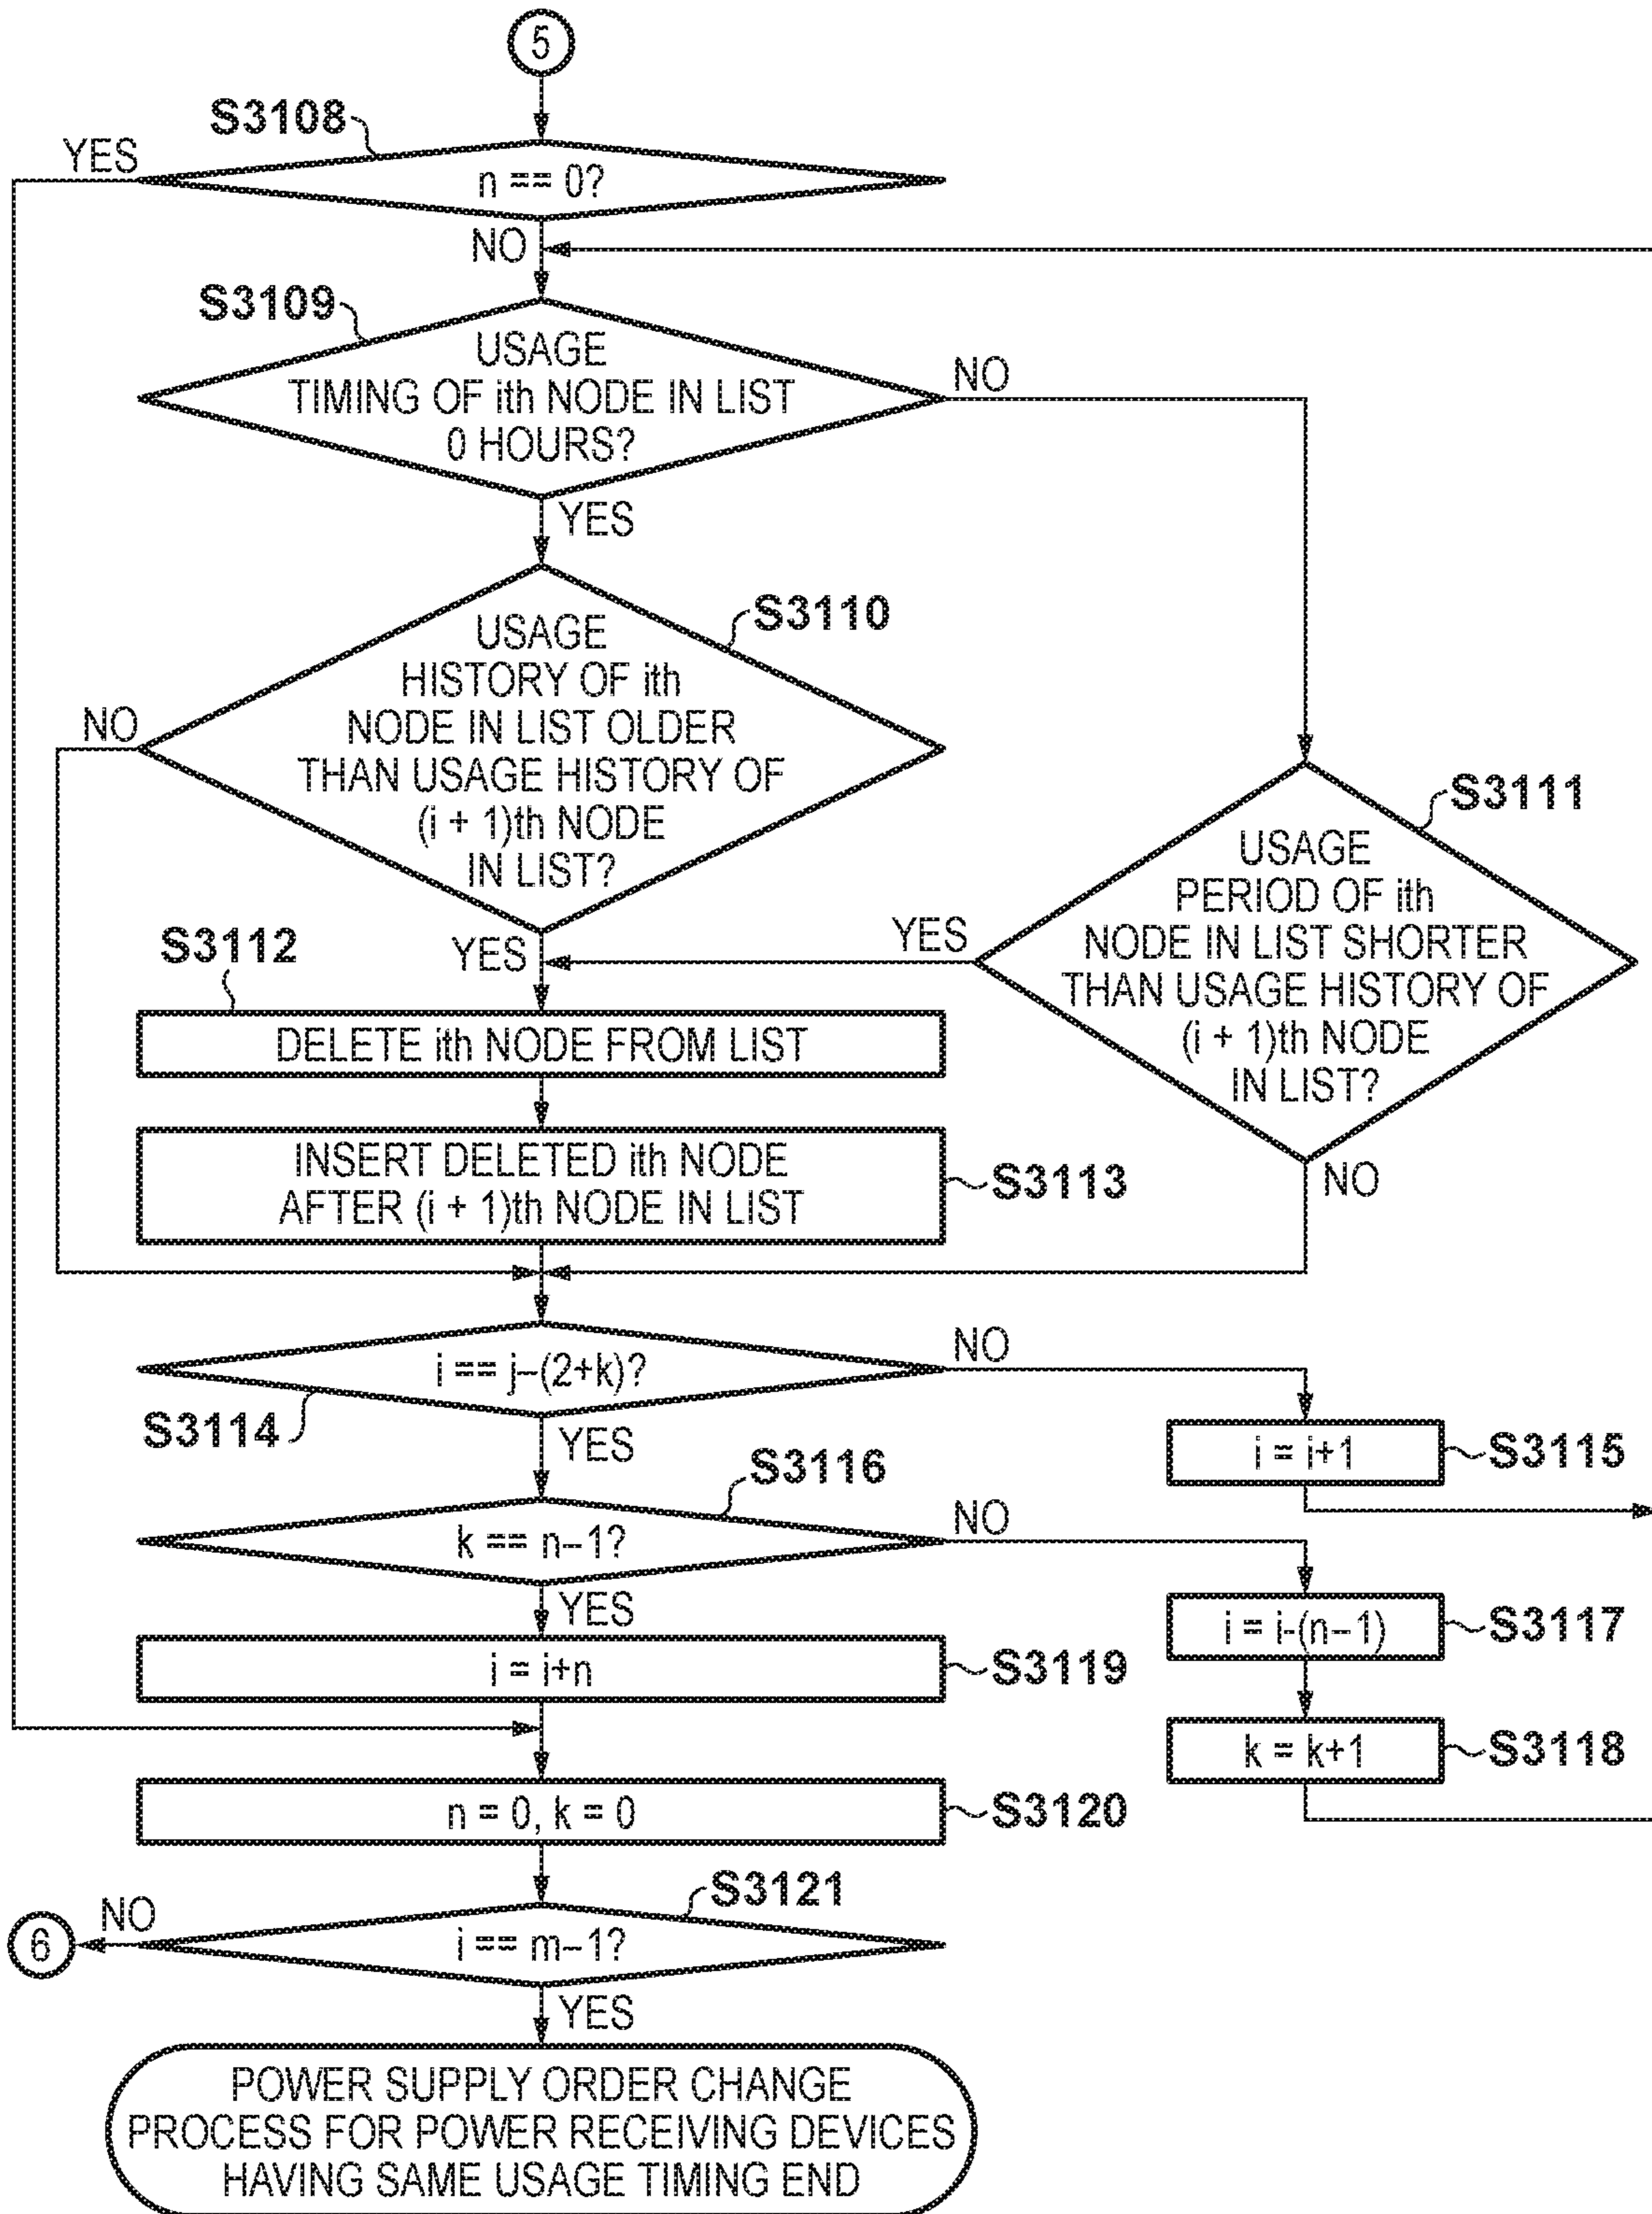 5
S3108
YES
n == 0?
NO
S3109
USAGE
TIMING OF ith NODE IN LIST
0 HOURS?
NO
YES
S3110
USAGE
HISTORY OF ith
NODE IN LIST OLDER
THAN USAGE HISTORY OF
(i + 1)th NODE
IN LIST?
NO
YES
S3111
USAGE
PERIOD OF ith
NODE IN LIST SHORTER
THAN USAGE HISTORY OF
(i + 1)th NODE
IN LIST?
YES
NO
S3112
DELETE ith NODE FROM LIST
INSERT DELETED ith NODE
AFTER (i + 1)th NODE IN LIST
S3113
i == j-(2+k)?
NO
S3114
YES
i = i+1
S3115
S3116
k == n-1?
NO
YES
i = i-(n-1)
S3117
i = i+n
S3119
k = k+1
S3118
n = 0, k = 0
S3120
S3121
NO
6
i == m-1?
YES
POWER SUPPLY ORDER CHANGE
PROCESS FOR POWER RECEIVING DEVICES
HAVING SAME USAGE TIMING END